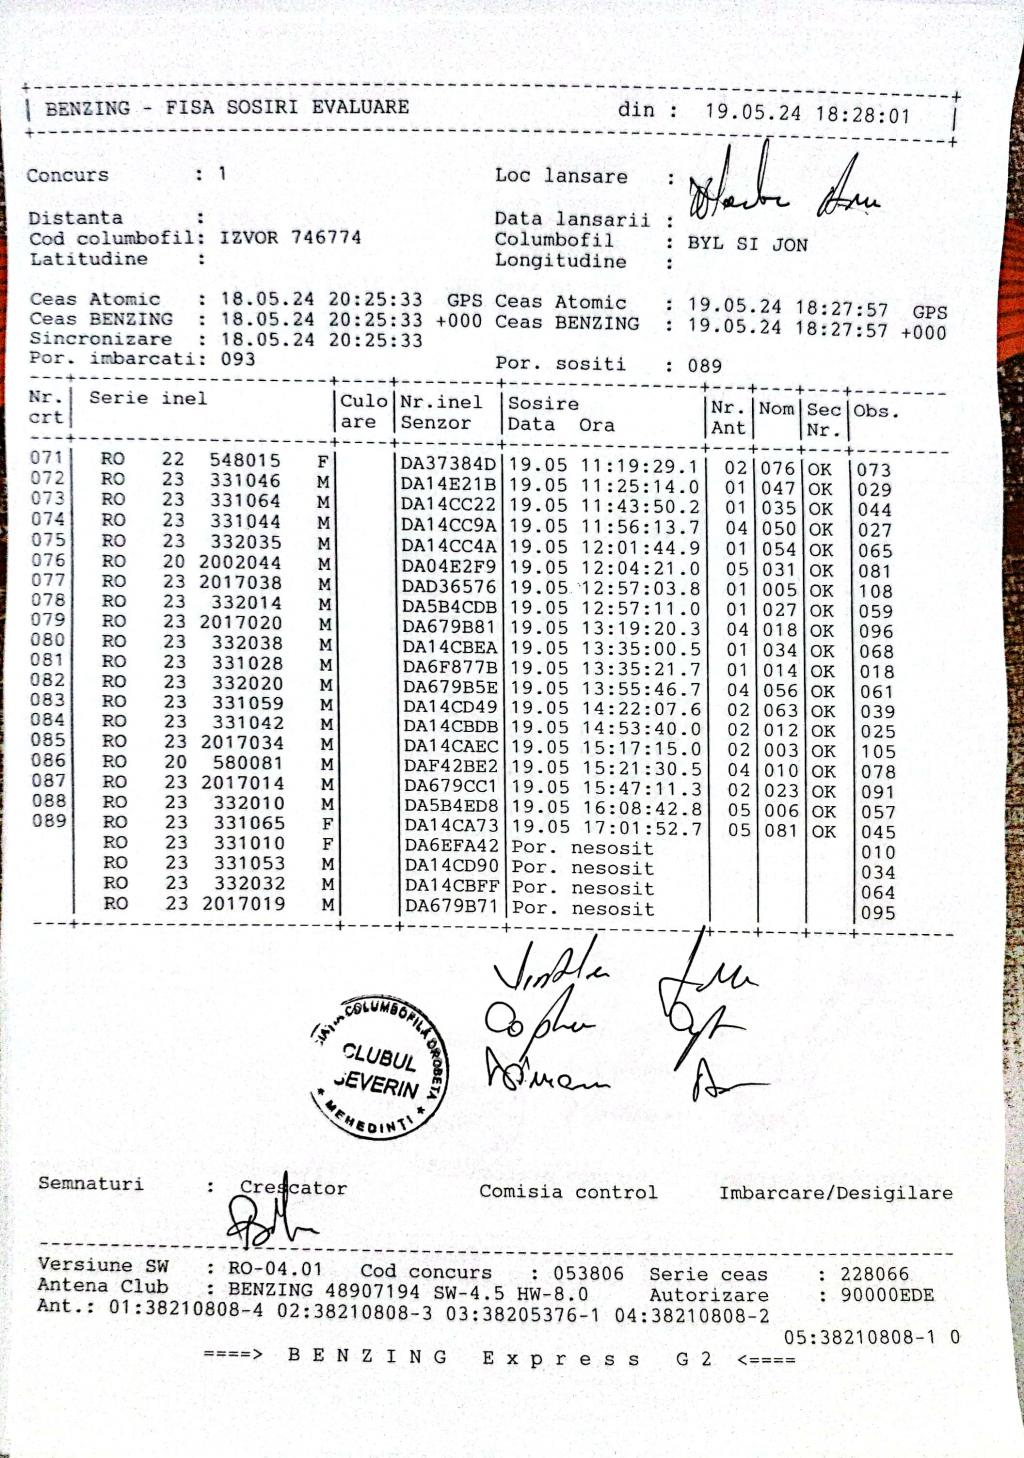 BENZING - FISA SOSIRI EVALUARE din : 19.05.24 18:28:01
Concurs : 1 Loc lansare :
Distanta : Data lansarii :
Cod columbofil: IZVOR 746774 Columbofil : BYL SI JON
Latitudine : Longitudine :
Ceas Atomic : 18.05.24 20:25:33 GPS Ceas Atomic : 19.05.24 18:27:57 GPS
Ceas BENZING : 18.05.24 20:25:33 +000 Ceas BENZING : 19.05.24 18:27:57 +000
Sincronizare : 18.05.24 20:25:33
Por. imbarcati: 093 Por. sositi : 089
Nr. Serie inel Culo Nr.inel Sosire Nr. Nom Sec Obs.
crt are Senzor Data Ora Ant Nr.
071 RO 22 548015 F DA37384D 19.05 11:19:29.1 02 076 OK 073
072 RO 23 331046 M DA14E21B 19.05 11:25:14.0 01 047 OK 029
073 RO 23 331064 M DA14CC22 19.05 11:43:50.2 01 035 OK 044
074 RO 23 331044 M DA14CC9A 19.05 11:56:13.7 04 050 OK 027
075 RO 23 332035 M DA14CC4A 19.05 12:01:44.9 01 054 OK 065
076 RO 20 2002044 M DA04E2F9 19.05 12:04:21.0 05 031 OK 081
077 RO 23 2017038 M DAD36576 19.05 12:57:03.8 01 005 OK 108
078 RO 23 332014 M DA5B4CDB 19.05 12:57:11.0 01 027 OK 059
079 RO 23 2017020 M DA679B81 19.05 13:19:20.3 04 018 OK 096
080 RO 23 332038 M DA14CBEA 19.05 13:35:00.5 01 034 OK 068
081 RO 23 331028 M DA6F877B 19.05 13:35:21.7 01 014 OK 018
082 RO 23 332020 M DA679B5E 19.05 13:55:46.7 04 056 OK 061
083 RO 23 331059 M DA14CD49 19.05 14:22:07.6 02 063 OK 039
084 RO 23 331042 M DA14CBDB 19.05 14:53:40.0 02 012 OK 025
085 RO 23 2017034 M DA14CAEC 19.05 15:17:15.0 02 003 OK 105
086 RO 20 580081 M DAF42BE2 19.05 15:21:30.5 04 010 OK 078
087 RO 23 2017014 M DA679CC1 19.05 15:47:11.3 02 023 OK 091
088 RO 23 332010 M DA5B4ED8 19.05 16:08:42.8 05 006 OK 057
089 RO 23 331065 F DA14CA73 19.05 17:01:52.7 05 081 OK 045
RO 23 331010 F DA6EFA42 Por. nesosit 010
RO 23 331053 M DA14CD90 Por. nesosit 034
RO 23 332032 M DA14CBFF Por. nesosit 064
RO 23 2017019 M DA679B71 Por. nesosit 095
COLUMBOFILĂ DROBETA
CLUBUL
SEVERIN
* MEHEDINTI *
Semnaturi : Crescator Comisia control Imbarcare/Desigilare
Versiune SW : RO-04.01 Cod concurs : 053806 Serie ceas : 228066
Antena Club : BENZING 48907194 SW-4.5 HW-8.0 Autorizare : 90000EDE
Ant.: 01:38210808-4 02:38210808-3 03:38205376-1 04:38210808-2
05:38210808-1 0
====> B E N Z I N G E x p r e s s G 2 <====